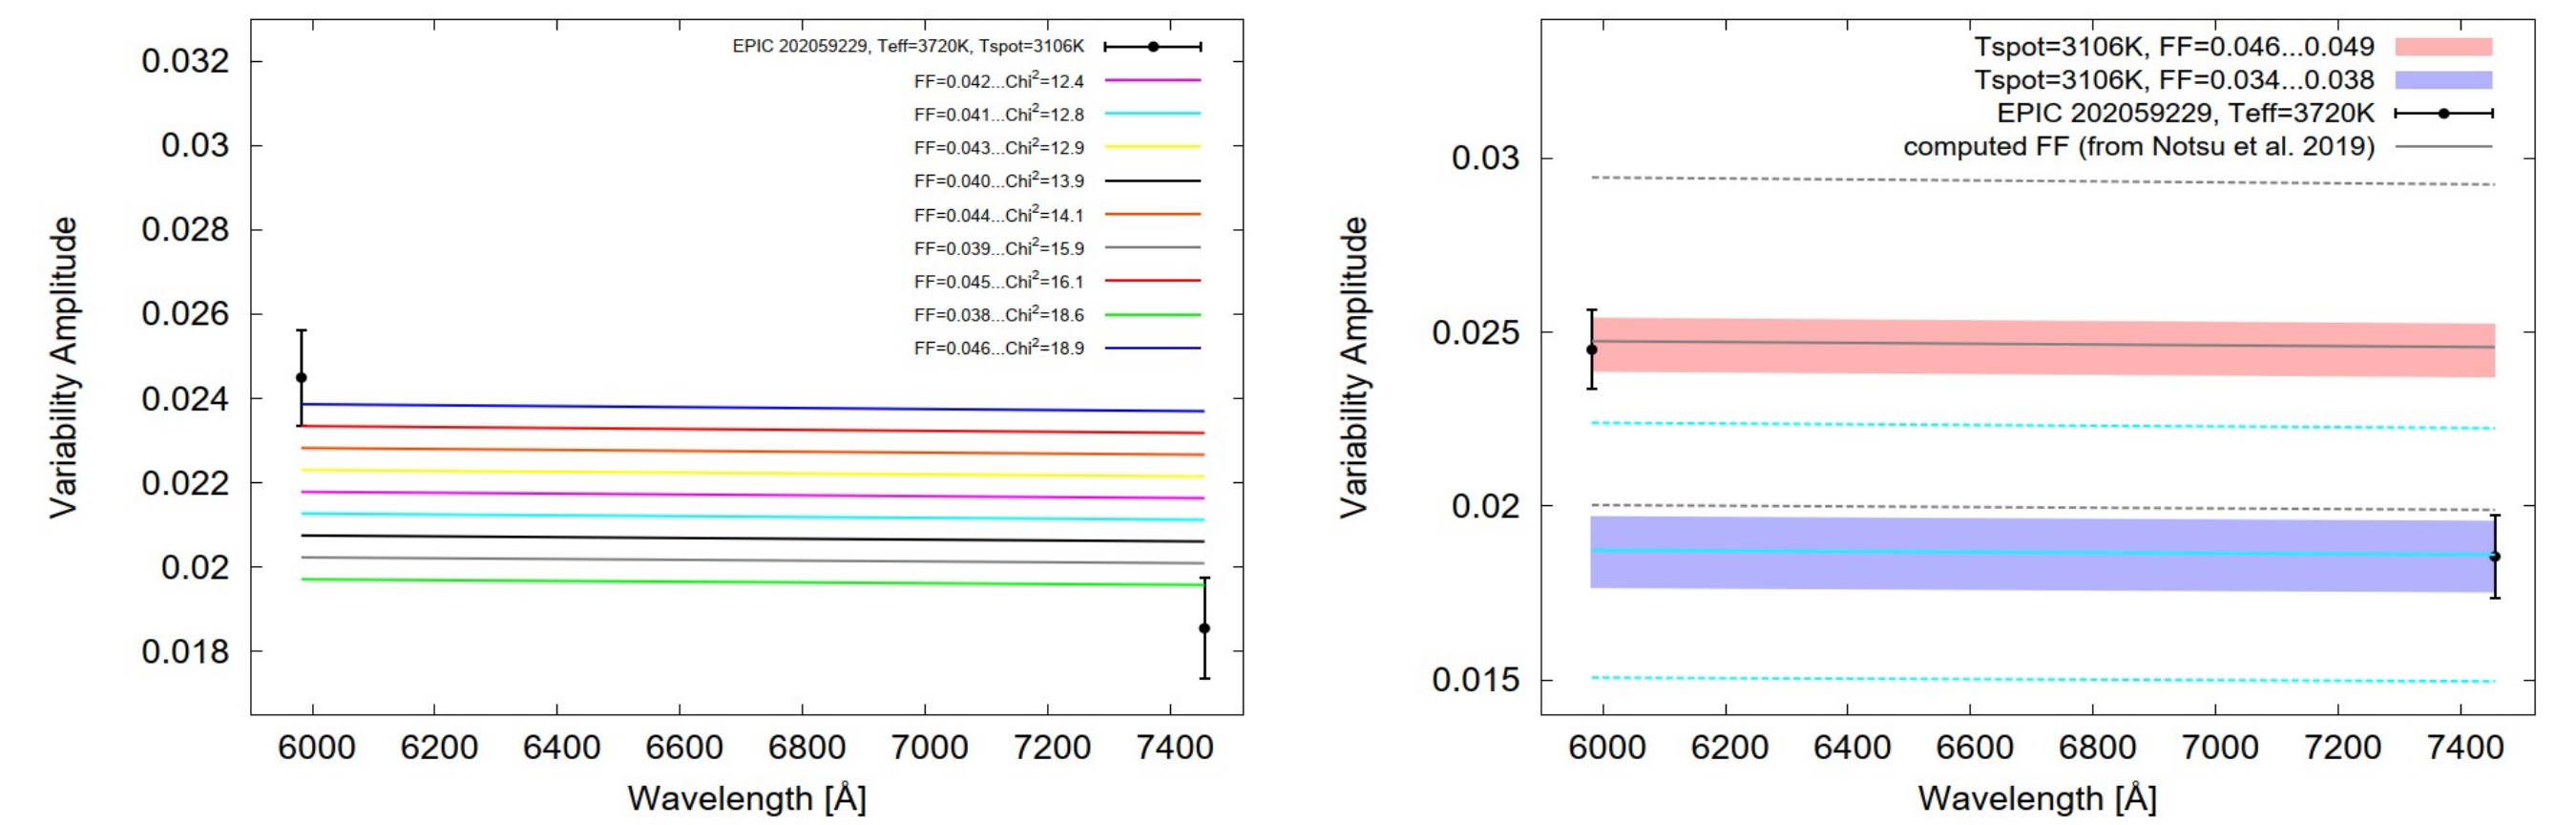 EPIC 202059229, Teff=3720K, Tspot=3106K
FF=0.042...Chi²=12.4
FF=0.041...Chi²=12.8
FF=0.043...Chi²=12.9
FF=0.040...Chi²=13.9
FF=0.044...Chi²=14.1
FF=0.039...Chi²=15.9
FF=0.045...Chi²=16.1
FF=0.038...Chi²=18.6
FF=0.046...Chi²=18.9
0.032
0.03
0.028
0.026
0.024
0.022
0.02
0.018
Variability Amplitude
6000 6200 6400 6600 6800 7000 7200 7400
Wavelength [Å]
Tspot=3106K, FF=0.046...0.049
Tspot=3106K, FF=0.034...0.038
EPIC 202059229, Teff=3720K
computed FF (from Notsu et al. 2019)
0.03
0.025
0.02
0.015
Variability Amplitude
6000 6200 6400 6600 6800 7000 7200 7400
Wavelength [Å]